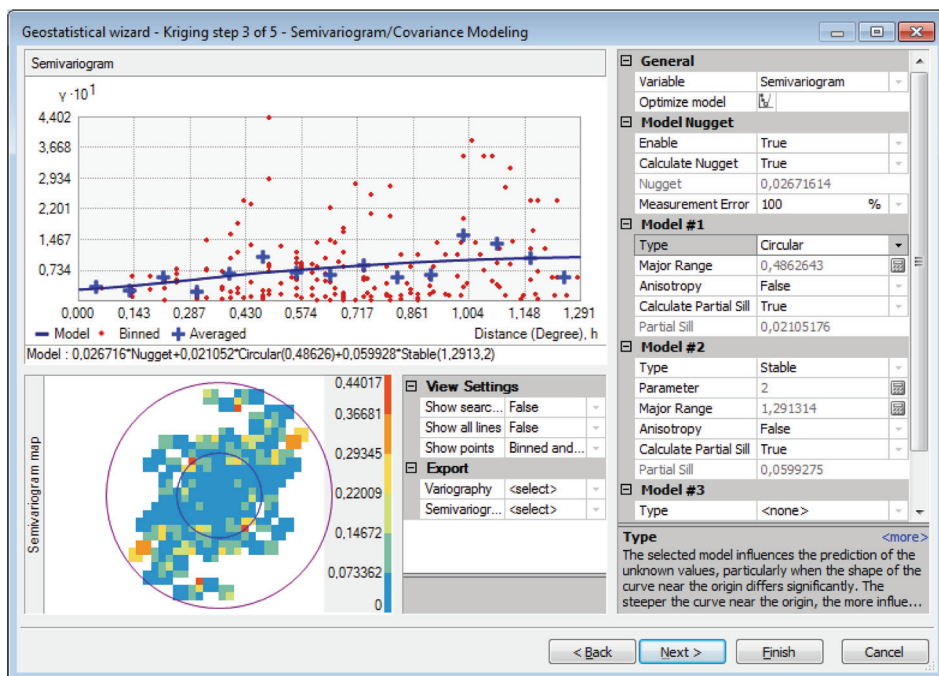 Geostatistical wizard - Kriging step 3 of 5 - Semivariogram/Covariance Modeling
Semivariogram
γ ·10¹
4,402
3,668
2,934
2,201
1,467
0,734
0,000 0,143 0,287 0,430 0,574 0,717 0,861 1,004 1,148 1,291
Model Binned Averaged Distance (Degree), h
Model : 0,026716*Nugget+0,021052*Circular(0,48626)+0,059928*Stable(1,2913,2)
Semivariogram map
0,44017
0,36681
0,29345
0,22009
0,14672
0,073362
0
View Settings
Show searc... False
Show all lines False
Show points Binned and...
Export
Variography <select>
Semivariogr... <select>
General
Variable Semivariogram
Optimize model
Model Nugget
Enable True
Calculate Nugget True
Nugget 0,02671614
Measurement Error 100 %
Model #1
Type Circular
Major Range 0,4862643
Anisotropy False
Calculate Partial Sill True
Partial Sill 0,02105176
Model #2
Type Stable
Parameter 2
Major Range 1,291314
Anisotropy False
Calculate Partial Sill True
Partial Sill 0,0599275
Model #3
Type <none>
Type <more>
The selected model influences the prediction of the
unknown values, particularly when the shape of the
curve near the origin differs significantly. The
steeper the curve near the origin, the more influe...
< Back Next > Finish Cancel